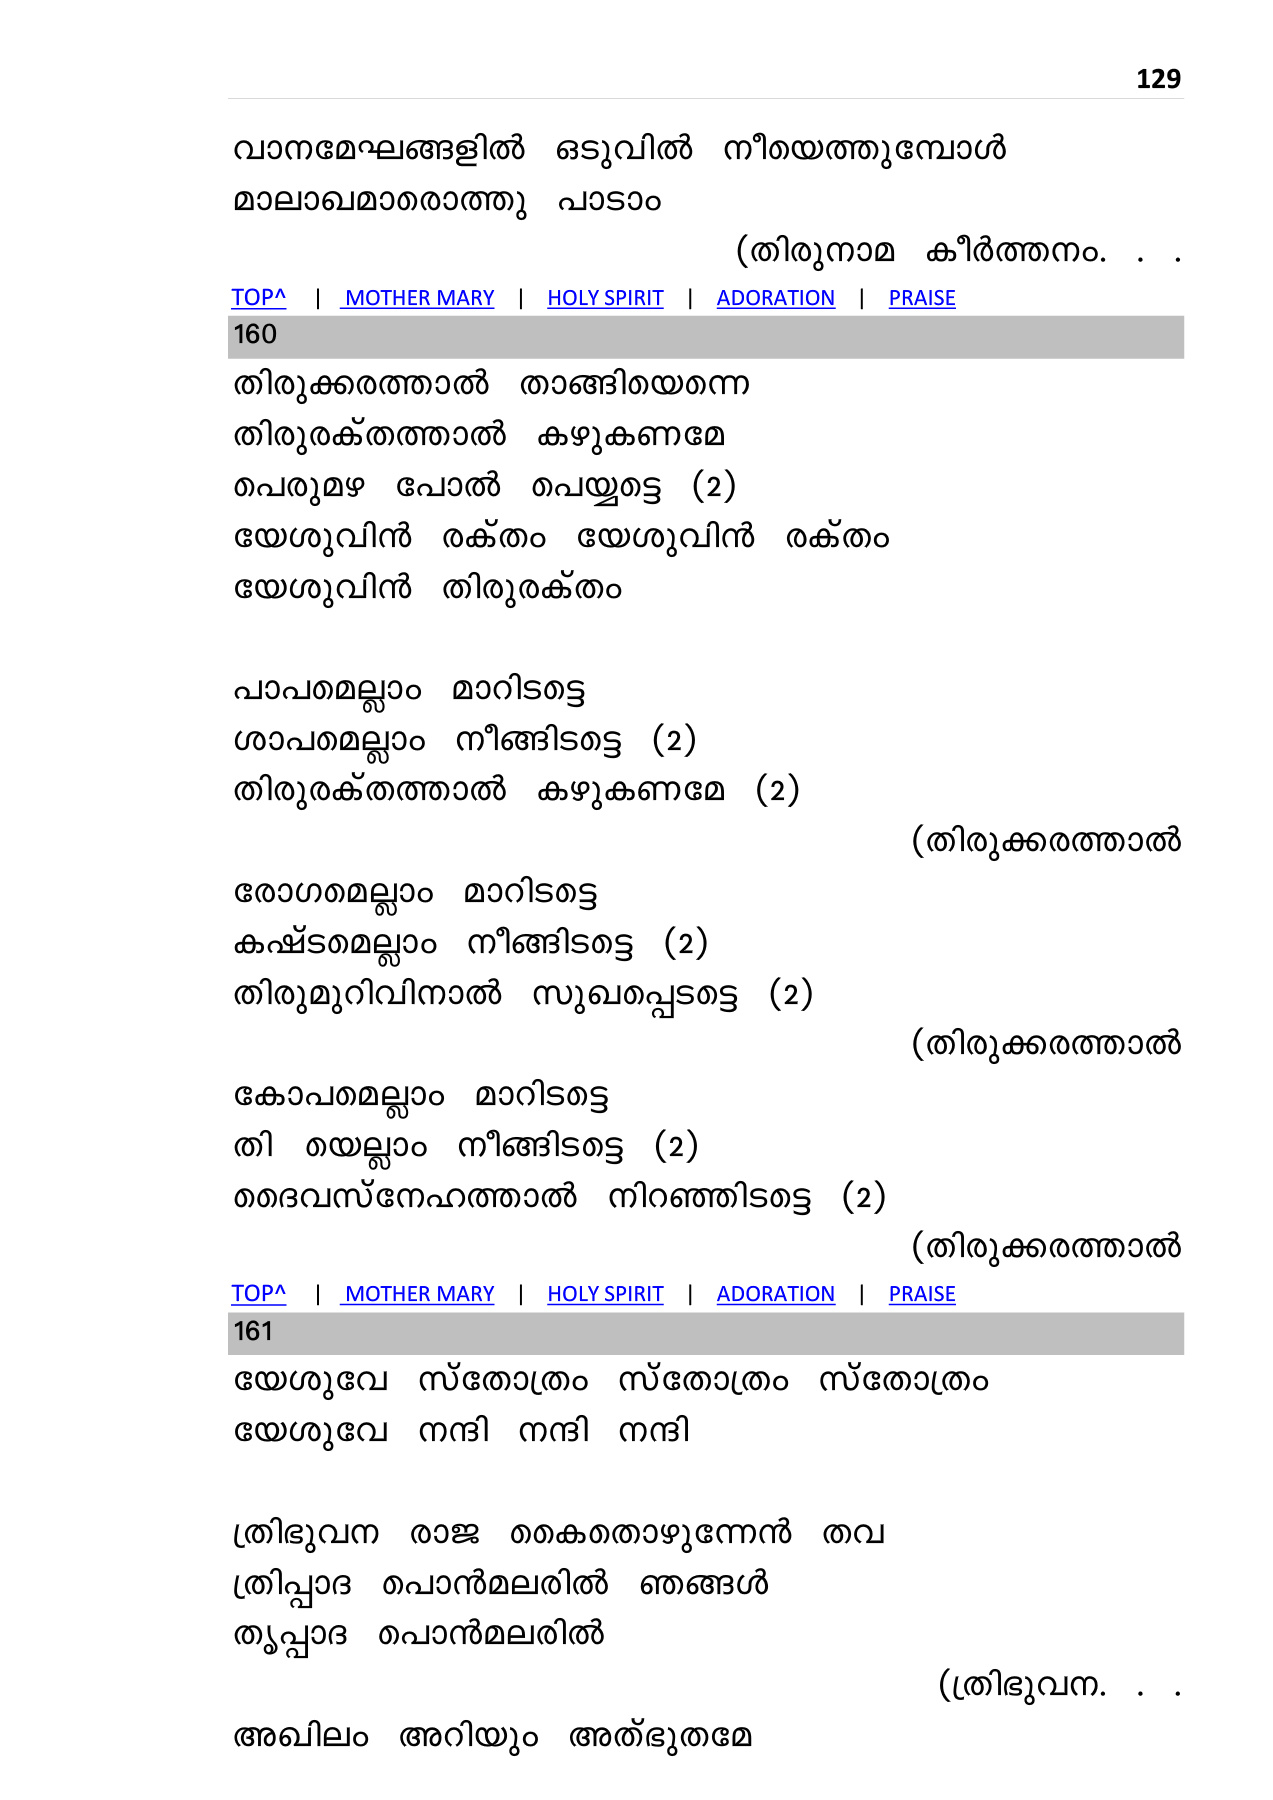 129
വാനമേഘങ്ങളിൽ ഒടുവിൽ നീയെത്തുമ്പോൾ
മാലാഖമാരൊത്തു പാടാം
(തിരുനാമ കീർത്തനം. . .
TOP^ | MOTHER MARY | HOLY SPIRIT | ADORATION | PRAISE
160
തിരുക്കരത്താൽ താങ്ങിയെന്നെ
തിരുരക്‌തത്താൽ കഴുകണമേ
പെരുമഴ പോൽ പെയ്യട്ടെ (2)
യേശുവിൻ രക്‌തം യേശുവിൻ രക്‌തം
യേശുവിൻ തിരുരക്‌തം
പാപമെല്ലാം മാറിടട്ടെ
ശാപമെല്ലാം നീങ്ങിടട്ടെ (2)
തിരുരക്‌തത്താൽ കഴുകണമേ (2)
(തിരുക്കരത്താൽ
രോഗമെല്ലാം മാറിടട്ടെ
കഷ്‌ടമെല്ലാം നീങ്ങിടട്ടെ (2)
തിരുമുറിവിനാൽ സുഖപ്പെടട്ടെ (2)
(തിരുക്കരത്താൽ
കോപമെല്ലാം മാറിടട്ടെ
തി യെല്ലാം നീങ്ങിടട്ടെ (2)
ദൈവസ്‌നേഹത്താൽ നിറഞ്ഞിടട്ടെ (2)
(തിരുക്കരത്താൽ
TOP^ | MOTHER MARY | HOLY SPIRIT | ADORATION | PRAISE
161
യേശുവേ സ്‌തോത്രം സ്‌തോത്രം സ്‌തോത്രം
യേശുവേ നന്ദി നന്ദി നന്ദി
ത്രിഭുവന രാജ കൈതൊഴുന്നേൻ തവ
ത്രിപ്പാദ പൊൻമലരിൽ ഞങ്ങൾ
തൃപ്പാദ പൊൻമലരിൽ
(ത്രിഭുവന. . .
അഖിലം അറിയും അത്ഭുതമേ